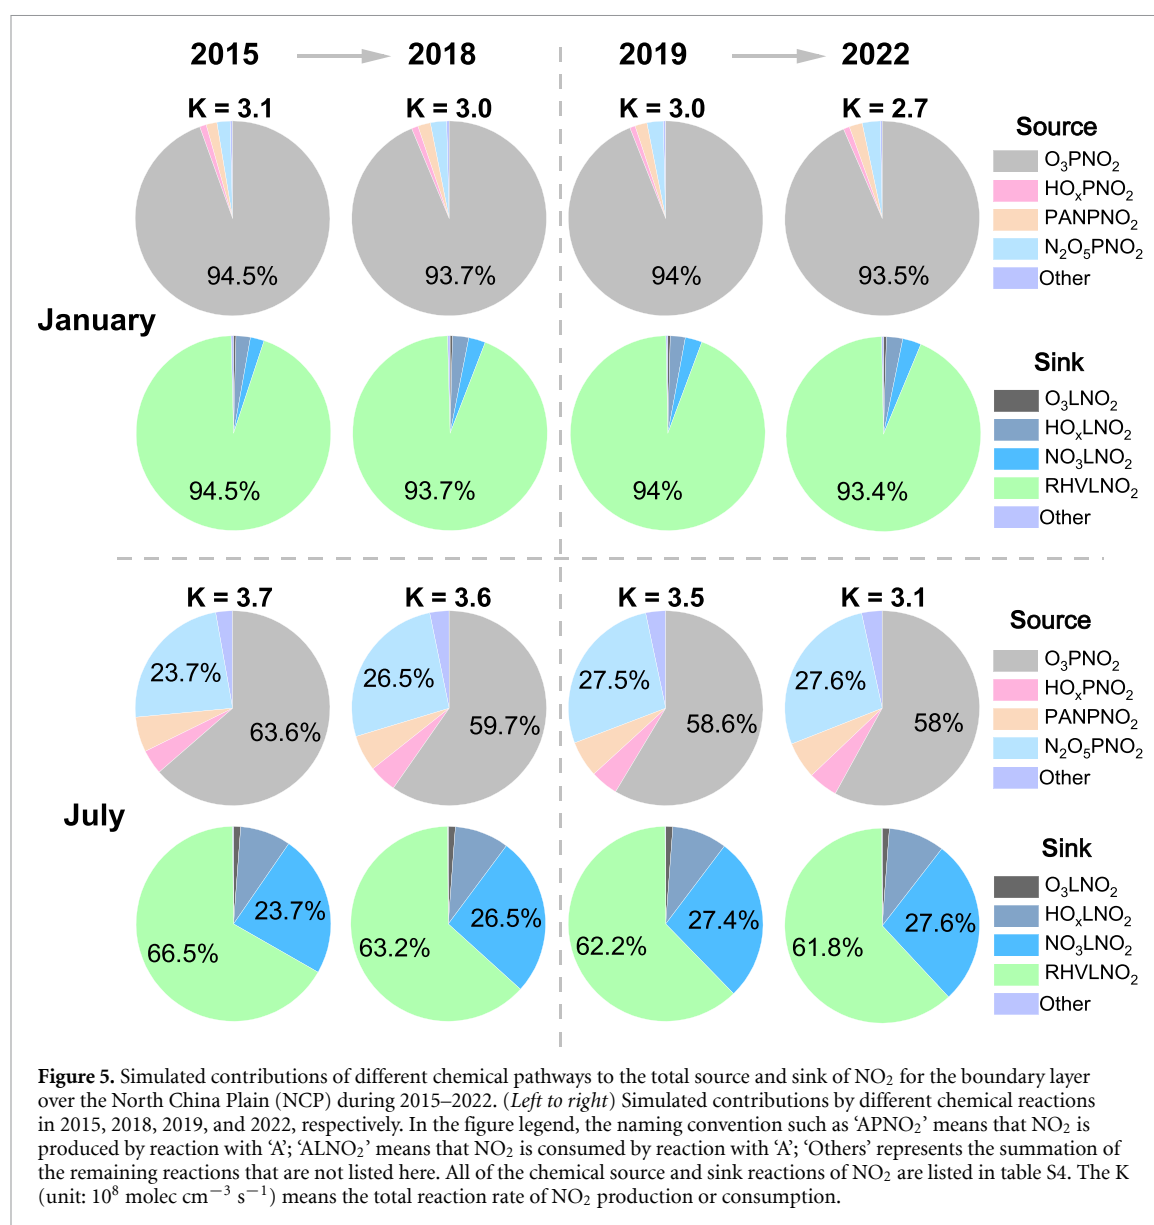 2015 2018 2019 2022
K = 3.1 K = 3.0 K = 3.0 K = 2.7
Source
O₃PNO₂
HOₓPNO₂
PANPNO₂
N₂O₅PNO₂
Other
94.5% 93.7% 94% 93.5%
January
Sink
O₃LNO₂
HOₓLNO₂
NO₃LNO₂
RHVLNO₂
Other
94.5% 93.7% 94% 93.4%
K = 3.7 K = 3.6 K = 3.5 K = 3.1
Source
O₃PNO₂
HOₓPNO₂
PANPNO₂
N₂O₅PNO₂
Other
23.7% 26.5% 27.5% 27.6%
63.6% 59.7% 58.6% 58%
July
Sink
O₃LNO₂
HOₓLNO₂
NO₃LNO₂
RHVLNO₂
Other
23.7% 26.5% 27.4% 27.6%
66.5% 63.2% 62.2% 61.8%
Figure 5. Simulated contributions of different chemical pathways to the total source and sink of NO₂ for the boundary layer
over the North China Plain (NCP) during 2015–2022. (Left to right) Simulated contributions by different chemical reactions
in 2015, 2018, 2019, and 2022, respectively. In the figure legend, the naming convention such as ‘APNO₂’ means that NO₂ is
produced by reaction with ‘A’; ‘ALNO₂’ means that NO₂ is consumed by reaction with ‘A’; ‘Others’ represents the summation of
the remaining reactions that are not listed here. All of the chemical source and sink reactions of NO₂ are listed in table S4. The K
(unit: 10⁸ molec cm⁻³ s⁻¹) means the total reaction rate of NO₂ production or consumption.